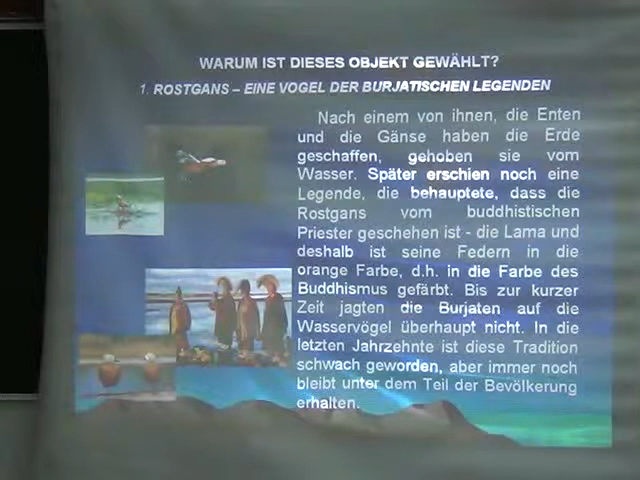 WARUM IST DIESES OBJEKT GEWÄHLT?
1. ROSTGANS – EINE VOGEL DER BURJATISCHEN LEGENDEN
Nach einem von ihnen, die Enten
und die Gänse haben die Erde
geschaffen, gehoben sie vom
Wasser. Später erschien noch eine
Legende, die behauptete, dass die
Rostgans vom buddhistischen
Priester geschehen ist - die Lama und
deshalb ist seine Federn in die
orange Farbe, d.h. in die Farbe des
Buddhismus gefärbt. Bis zur kurzer
Zeit jagten die Burjaten auf die
Wasservögel überhaupt nicht. In die
letzten Jahrzehnte ist diese Tradition
schwach geworden, aber immer noch
bleibt unter dem Teil der Bevölkerung
erhalten.